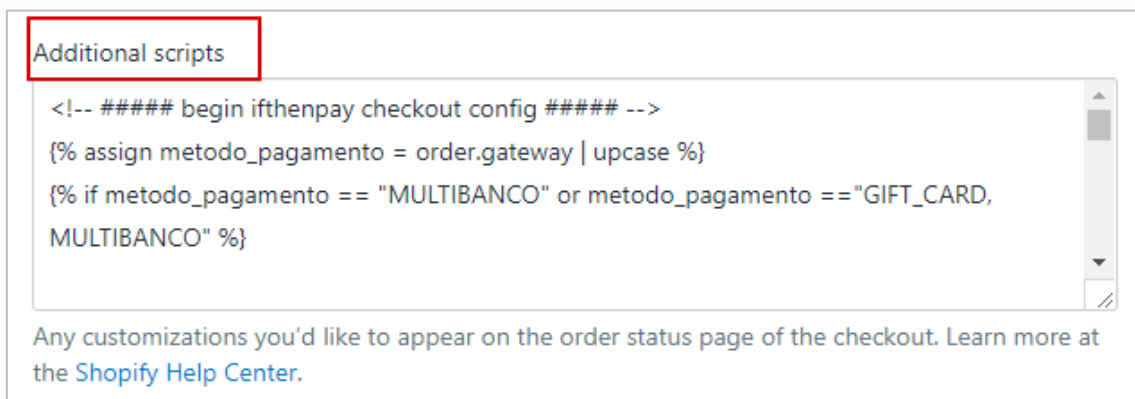 Additional scripts
<!-- ##### begin ifthenpay checkout config ##### -->
{% assign metodo_pagamento = order.gateway | upcase %}
{% if metodo_pagamento == "MULTIBANCO" or metodo_pagamento =="GIFT_CARD,
MULTIBANCO" %}
Any customizations you'd like to appear on the order status page of the checkout. Learn more at
the Shopify Help Center.